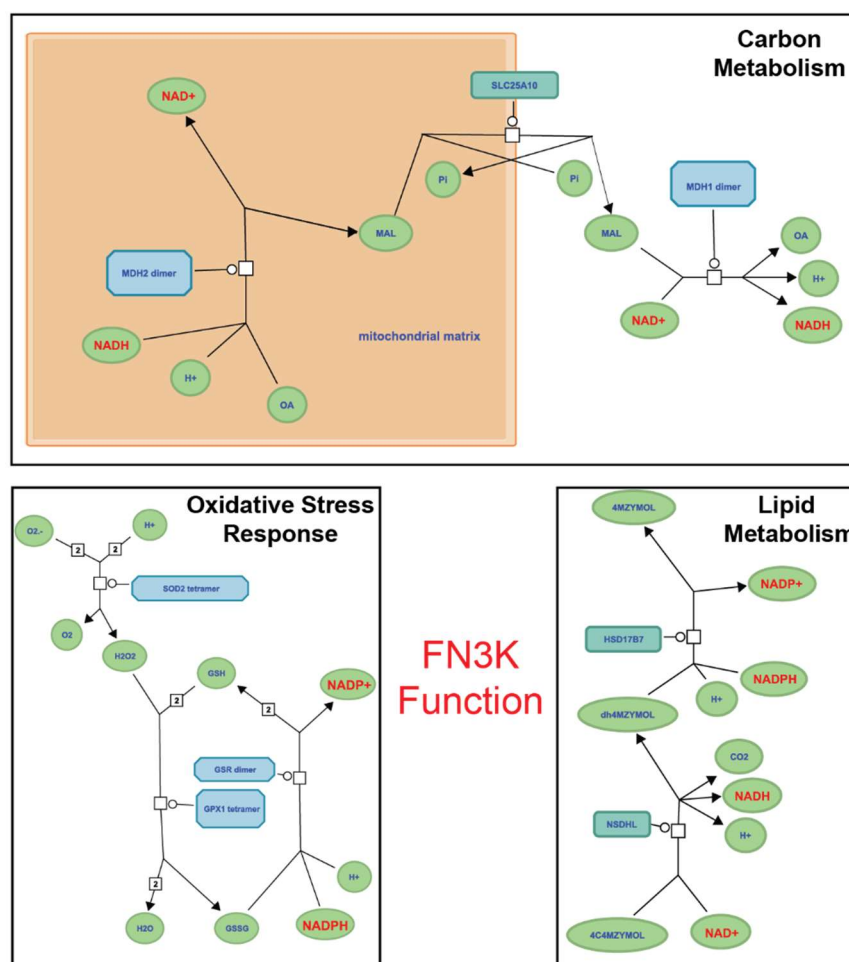 Carbon
Metabolism
SLC25A10
NAD+
Pi
Pi
MDH1 dimer
MAL
MAL
OA
MDH2 dimer
H+
NAD+
NADH
mitochondrial matrix
NADH
H+
OA
Oxidative Stress
Response
O2.-
H+
2
2
SOD2 tetramer
O2
H2O2
GSH
NADP+
2
2
GSR dimer
GPX1 tetramer
H+
2
H2O
GSSG
NADPH
FN3K
Function
Lipid
Metabolism
4MZYMOL
NADP+
HSD17B7
NADPH
H+
dh4MZYMOL
CO2
NADH
NSDHL
H+
4C4MZYMOL
NAD+